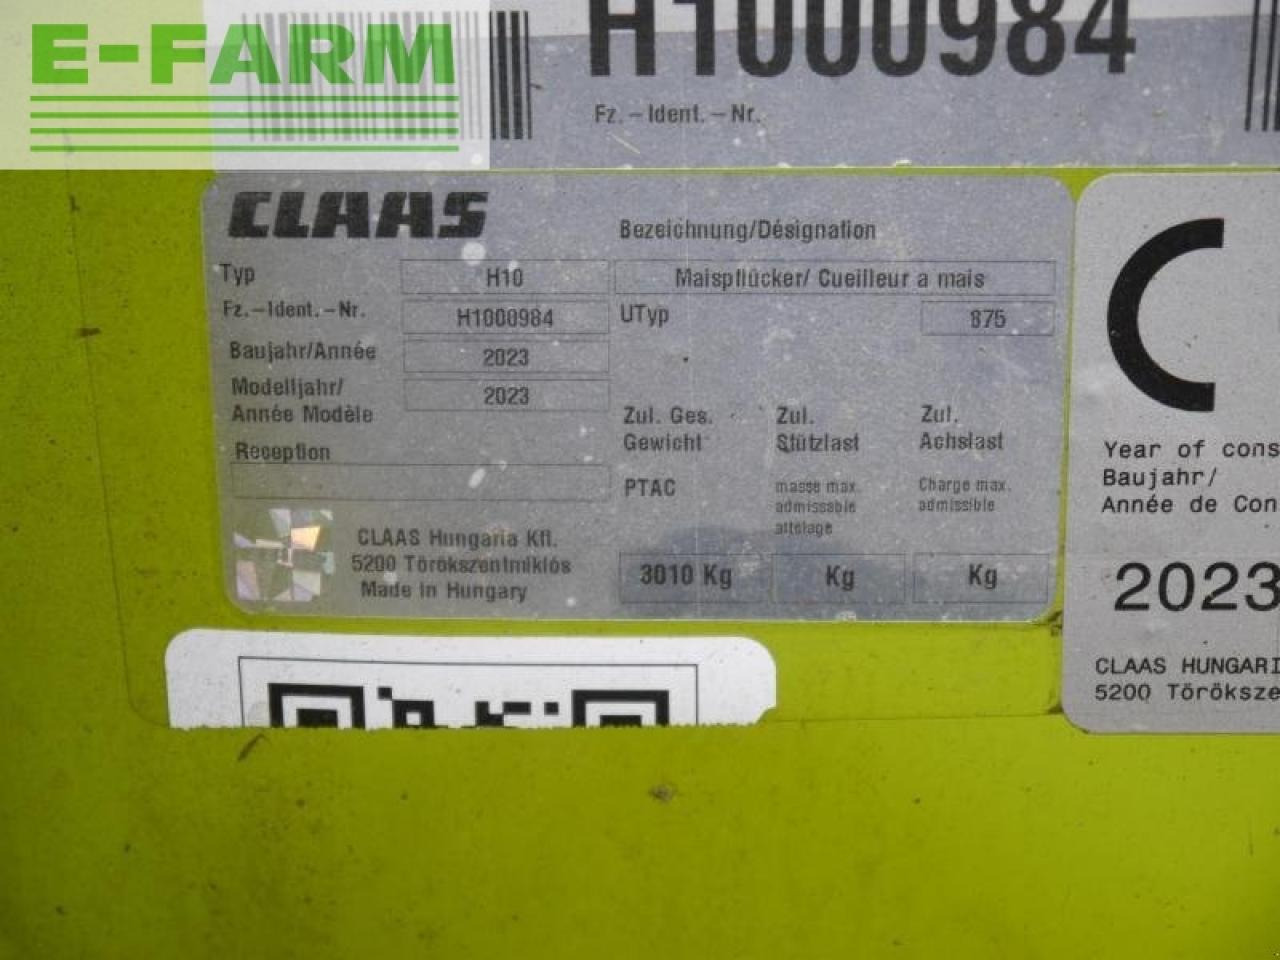 E-FARM
H1000984
Fz.-Ident.-Nr.
CLAAS
Bezeichnung/Désignation
Typ H10 Maispflücker/ Cueilleur a mais
Fz.-Ident.-Nr. H1000984 UTyp 875
Baujahr/Année 2023
Modelljahr/
Année Modèle 2023
Reception
Zul. Ges.
Gewicht
PTAC
Zul.
Stützlast
masse max.
admissable
attelage
Zul.
Achslast
Charge max.
admissible
3010 Kg Kg Kg
CLAAS Hungaria Kft.
5200 Törökszentmiklós
Made in Hungary
C
Year of cons
Baujahr/
Année de Con
2023
CLAAS HUNGARI
5200 Töröksze